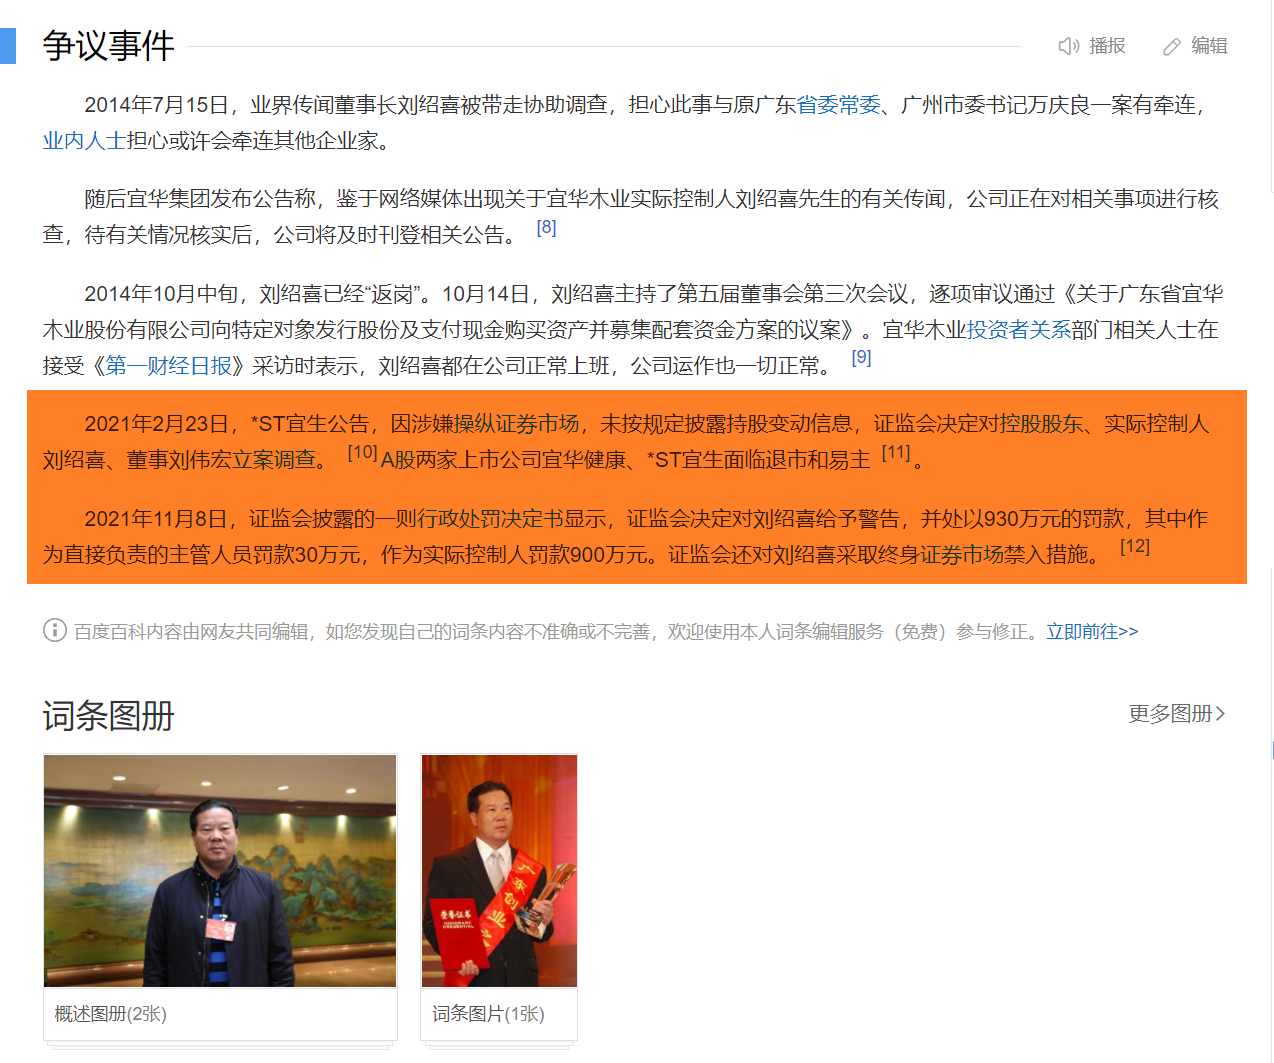 争议事件
播报
编辑
2014年7月15日，业界传闻董事长刘绍喜被带走协助调查，担心此事与原广东省委常委、广州市委书记万庆良一案有牵连，
业内人士担心或许会牵连其他企业家。
随后宜华集团发布公告称，鉴于网络媒体出现关于宜华木业实际控制人刘绍喜先生的有关传闻，公司正在对相关事项进行核
查，待有关情况核实后，公司将及时刊登相关公告。 [8]
2014年10月中旬，刘绍喜已经“返岗”。10月14日，刘绍喜主持了第五届董事会第三次会议，逐项审议通过《关于广东省宜华
木业股份有限公司向特定对象发行股份及支付现金购买资产并募集配套资金方案的议案》。宜华木业投资者关系部门相关人士在
接受《第一财经日报》采访时表示，刘绍喜都在公司正常上班，公司运作也一切正常。 [9]
2021年2月23日，*ST宜生公告，因涉嫌操纵证券市场，未按规定披露持股变动信息，证监会决定对控股股东、实际控制人
刘绍喜、董事刘伟宏立案调查。 [10] A股两家上市公司宜华健康、*ST宜生面临退市和易主 [11] 。
2021年11月8日，证监会披露的一则行政处罚决定书显示，证监会决定对刘绍喜给予警告，并处以930万元的罚款，其中作
为直接负责的主管人员罚款30万元，作为实际控制人罚款900万元。证监会还对刘绍喜采取终身证券市场禁入措施。 [12]
百度百科内容由网友共同编辑，如您发现自己的词条内容不准确或不完善，欢迎使用本人词条编辑服务（免费）参与修正。立即前往>>
词条图册
更多图册
广东创业
荣誉证书
HONORARY
CREDENTIAL
概述图册(2张)
词条图片(1张)